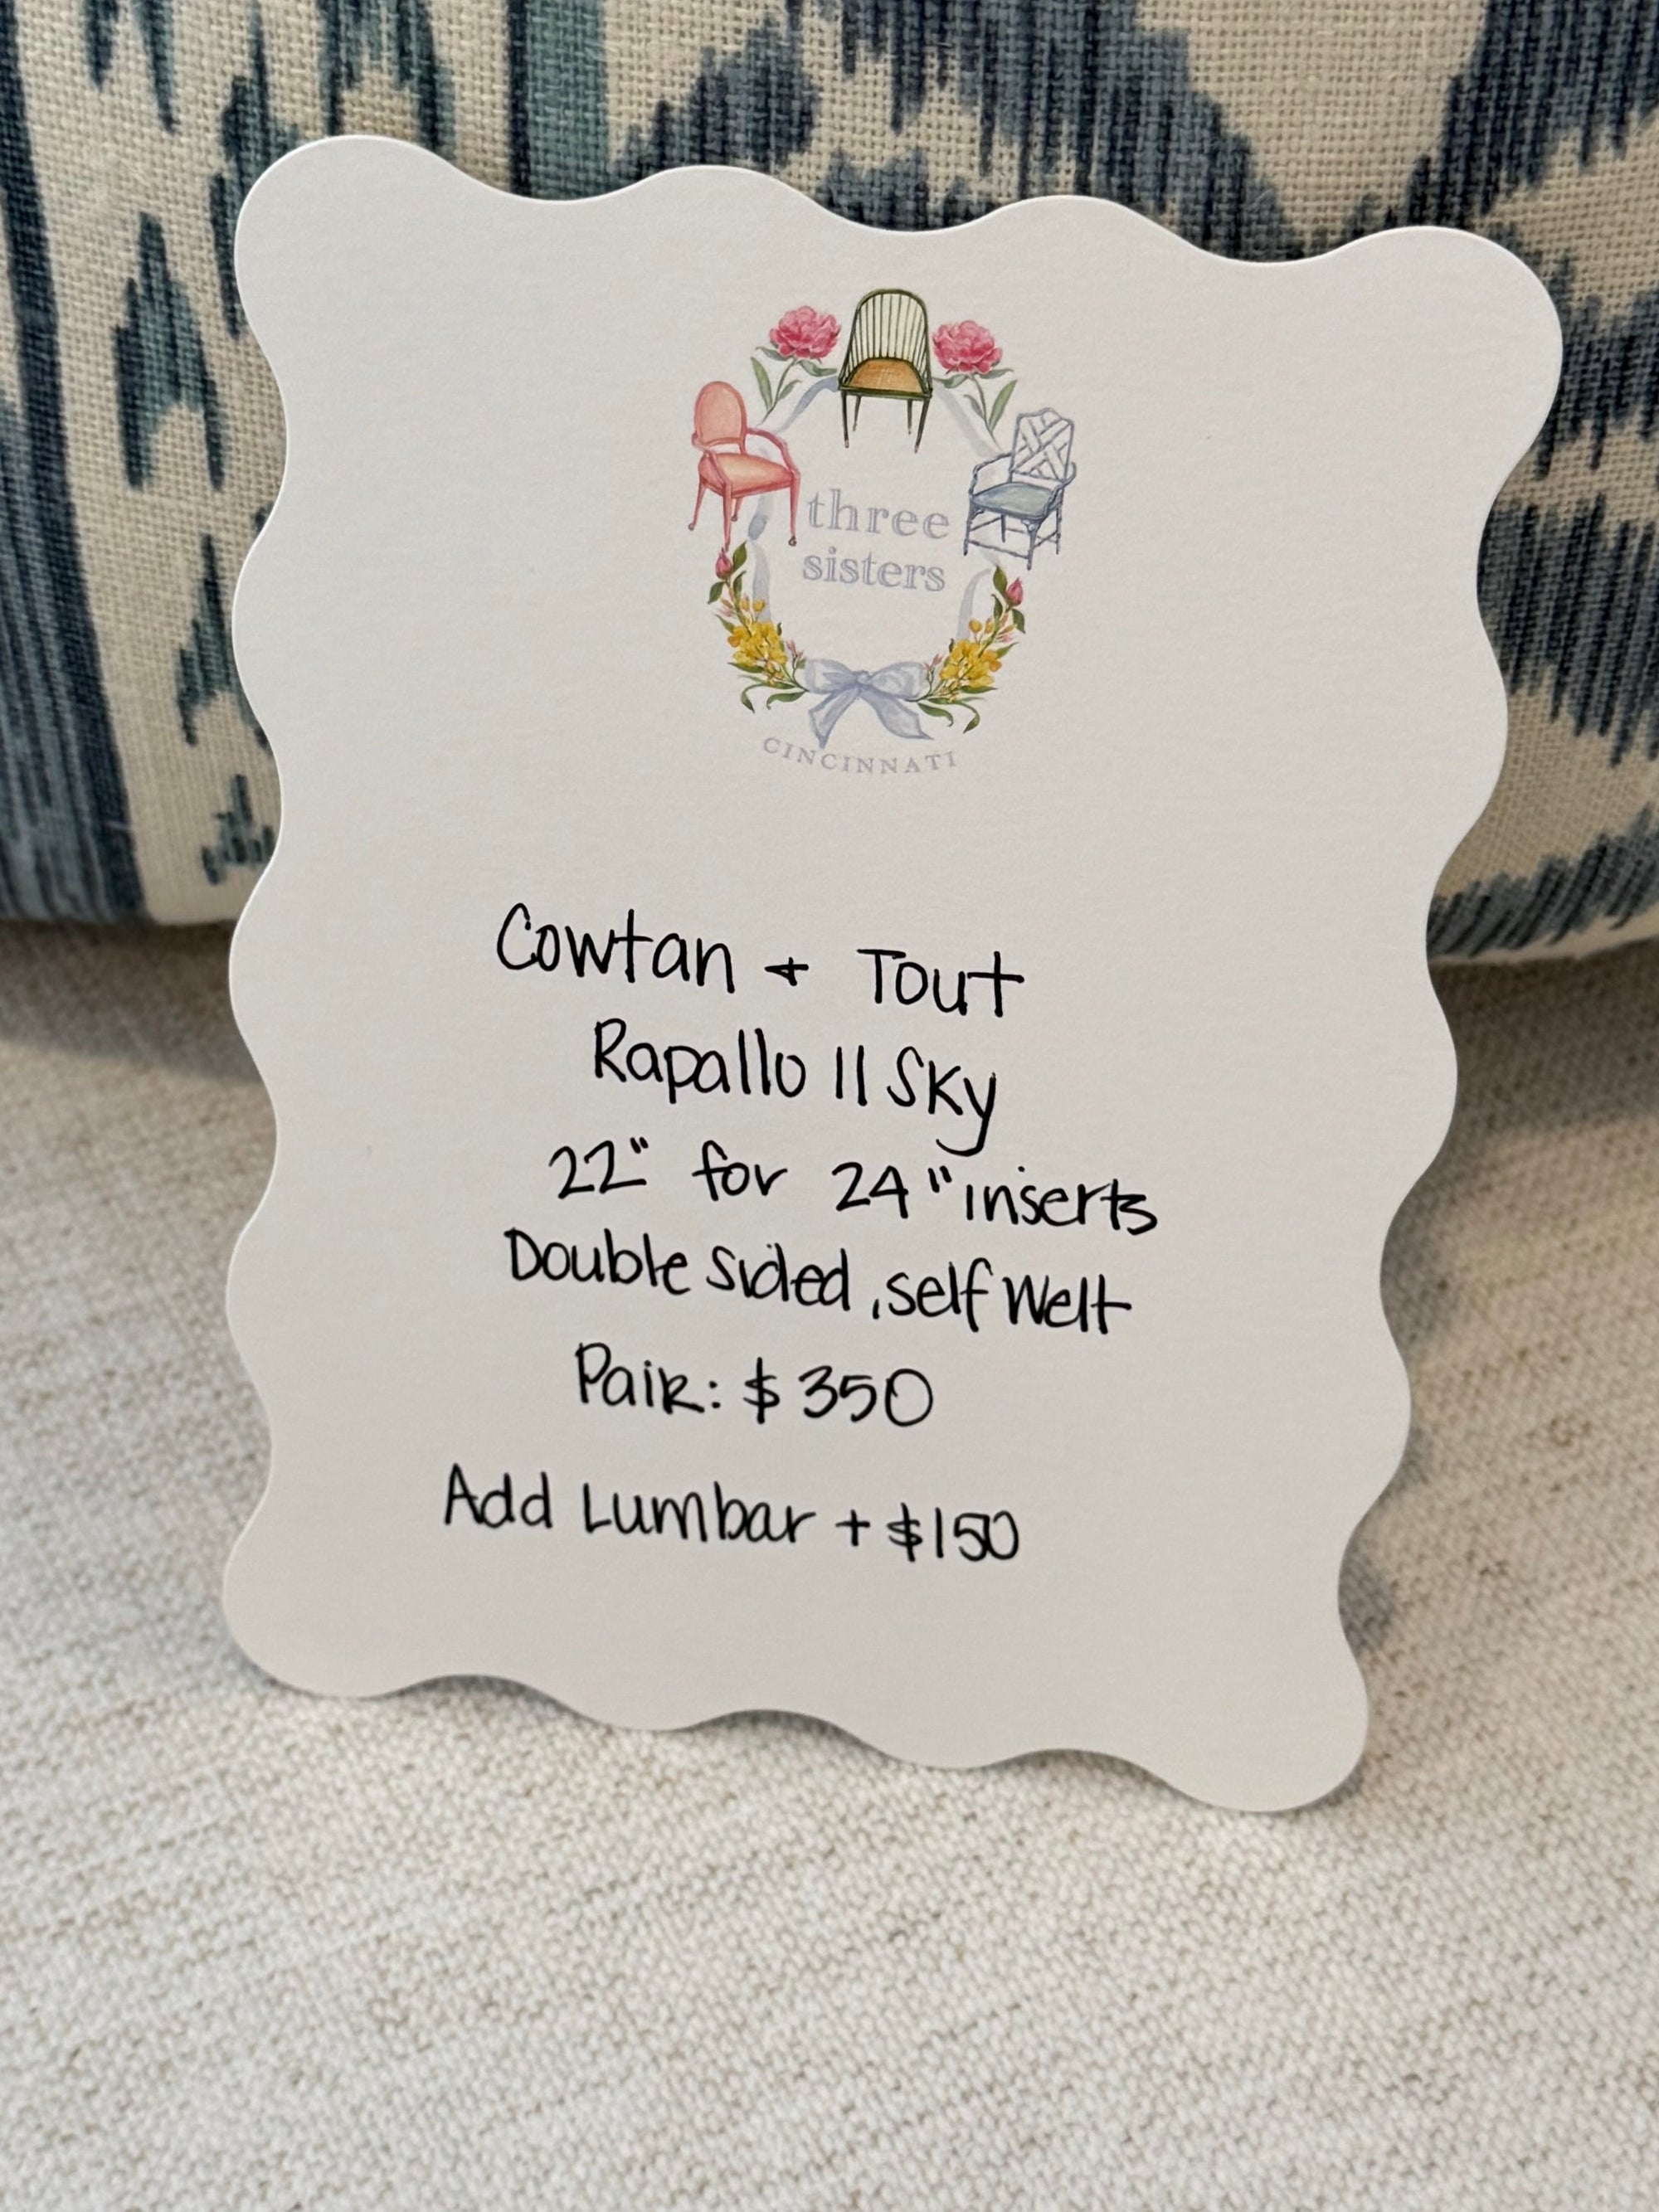 three
sisters
CINCINNATI
Cowtan + Tout
Rapallo II Sky
22" for 24" inserts
Double Sided, self Welt
Pair: $350
Add Lumbar + $150